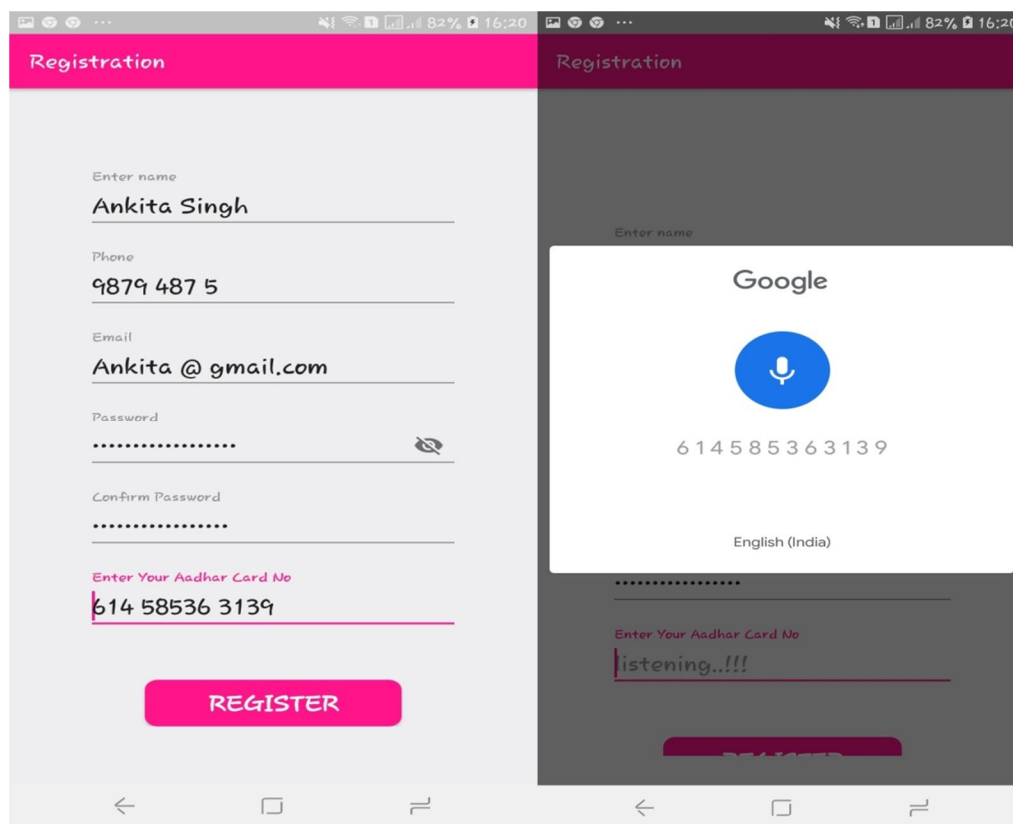 82% 16:20
Registration
Enter name
Ankita Singh
Phone
9879 487 5
Email
Ankita @ gmail.com
Password
••••••••••••••••••
Confirm Password
•••••••••••••••••
Enter Your Aadhar Card No
614 58536 3139
REGISTER
82% 16:20
Registration
Enter name
Google
614585363139
English (India)
•••••••••••••••••
Enter Your Aadhar Card No
listening..!!!
REGISTER